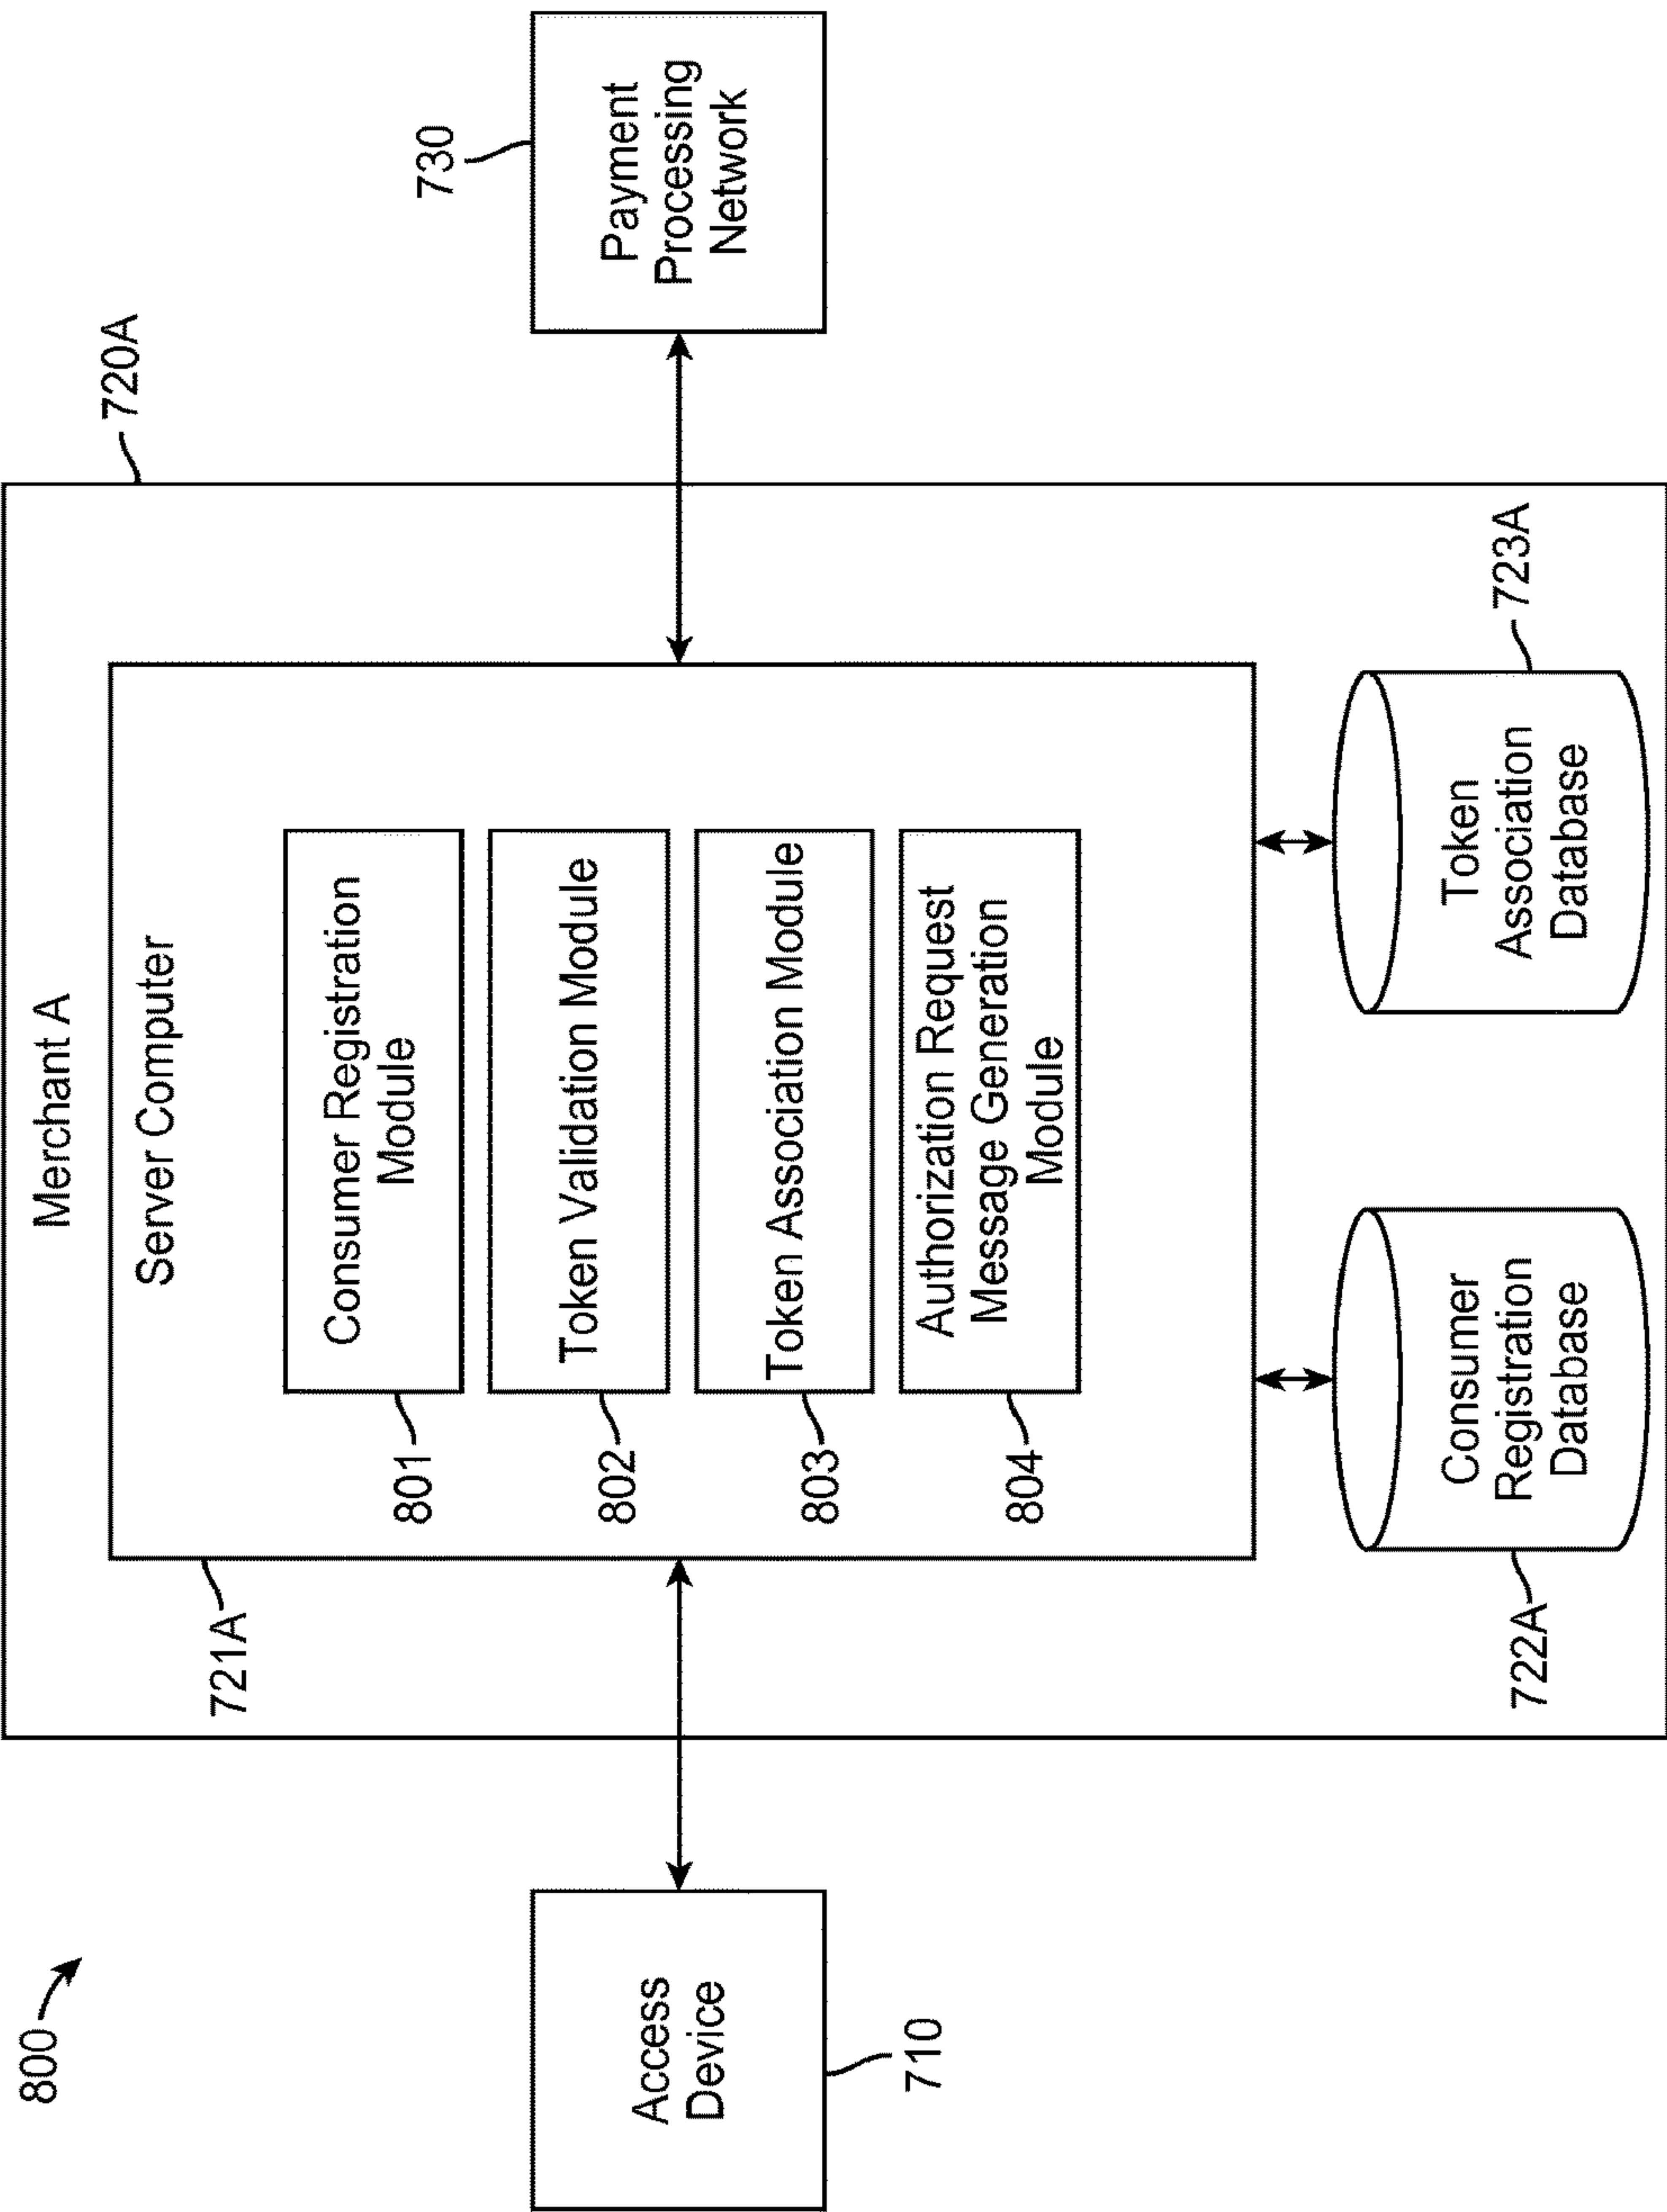 800
Merchant A
720A
Server Computer
721A
Consumer Registration
Module
801
Token Validation Module
802
Token Association Module
803
Authorization Request
Message Generation
Module
804
Access
Device
710
Payment
Processing
Network
730
Consumer
Registration
Database
722A
Token
Association
Database
723A